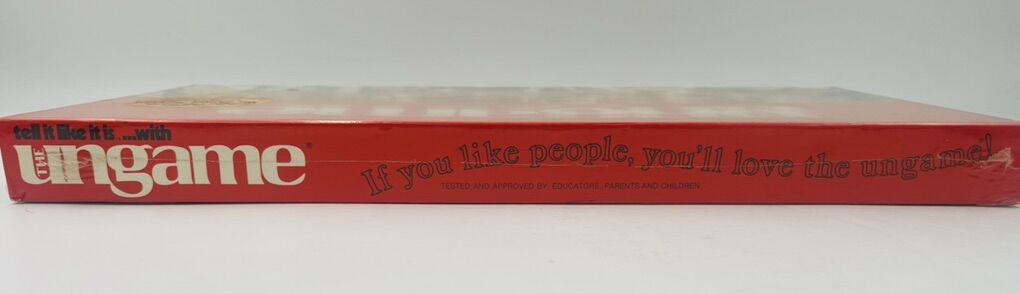 tell it like it is ...with
THE ungame®
If you like people, you'll love the ungame!
TESTED AND APPROVED BY EDUCATORS, PARENTS AND CHILDREN